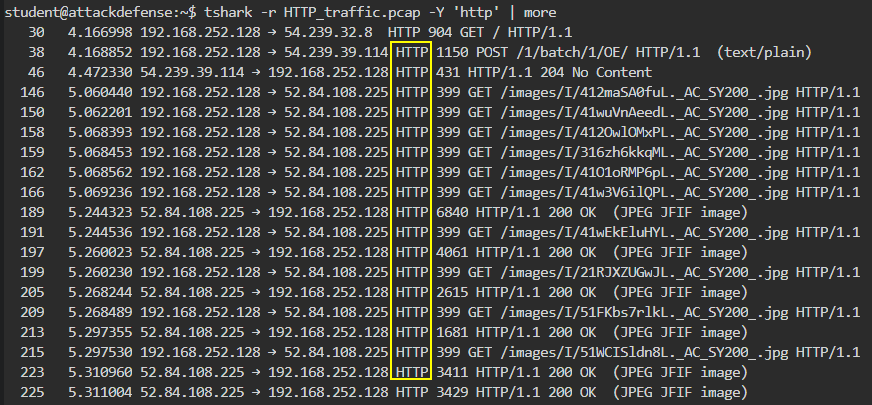 student@attackdefense:~$ tshark -r HTTP_traffic.pcap -Y 'http' | more
30 4.166998 192.168.252.128 → 54.239.32.8 HTTP 904 GET / HTTP/1.1
38 4.168852 192.168.252.128 → 54.239.39.114 HTTP 1150 POST /1/batch/1/OE/ HTTP/1.1 (text/plain)
46 4.472330 54.239.39.114 → 192.168.252.128 HTTP 431 HTTP/1.1 204 No Content
146 5.060440 192.168.252.128 → 52.84.108.225 HTTP 399 GET /images/I/412maSA0fuL._AC_SY200_.jpg HTTP/1.1
150 5.062201 192.168.252.128 → 52.84.108.225 HTTP 399 GET /images/I/41wuVnAeedL._AC_SY200_.jpg HTTP/1.1
158 5.068393 192.168.252.128 → 52.84.108.225 HTTP 399 GET /images/I/412OwlOMxPL._AC_SY200_.jpg HTTP/1.1
159 5.068453 192.168.252.128 → 52.84.108.225 HTTP 399 GET /images/I/316zh6kkqML._AC_SY200_.jpg HTTP/1.1
162 5.068562 192.168.252.128 → 52.84.108.225 HTTP 399 GET /images/I/41O1oRMP6pL._AC_SY200_.jpg HTTP/1.1
166 5.069236 192.168.252.128 → 52.84.108.225 HTTP 399 GET /images/I/41w3V6ilQPL._AC_SY200_.jpg HTTP/1.1
189 5.244323 52.84.108.225 → 192.168.252.128 HTTP 6840 HTTP/1.1 200 OK (JPEG JFIF image)
191 5.244536 192.168.252.128 → 52.84.108.225 HTTP 399 GET /images/I/41wEkEluHYL._AC_SY200_.jpg HTTP/1.1
197 5.260023 52.84.108.225 → 192.168.252.128 HTTP 4061 HTTP/1.1 200 OK (JPEG JFIF image)
199 5.260230 192.168.252.128 → 52.84.108.225 HTTP 399 GET /images/I/21RJXZUGwJL._AC_SY200_.jpg HTTP/1.1
205 5.268244 52.84.108.225 → 192.168.252.128 HTTP 2615 HTTP/1.1 200 OK (JPEG JFIF image)
209 5.268489 192.168.252.128 → 52.84.108.225 HTTP 399 GET /images/I/51FKbs7rlkL._AC_SY200_.jpg HTTP/1.1
213 5.297355 52.84.108.225 → 192.168.252.128 HTTP 1681 HTTP/1.1 200 OK (JPEG JFIF image)
215 5.297530 192.168.252.128 → 52.84.108.225 HTTP 399 GET /images/I/51WCISldn8L._AC_SY200_.jpg HTTP/1.1
223 5.310960 52.84.108.225 → 192.168.252.128 HTTP 3411 HTTP/1.1 200 OK (JPEG JFIF image)
225 5.311004 52.84.108.225 → 192.168.252.128 HTTP 3429 HTTP/1.1 200 OK (JPEG JFIF image)